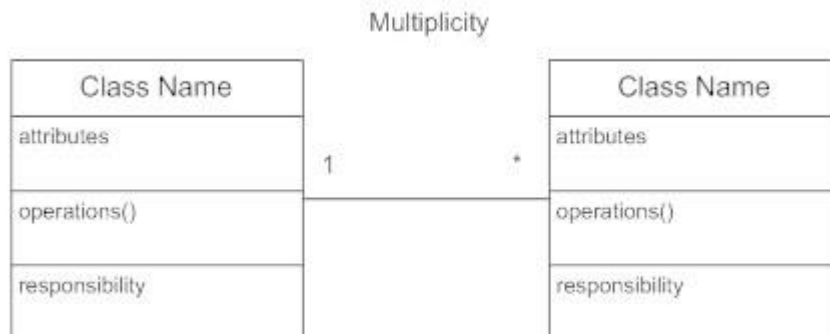 Multiplicity
Class Name
attributes
operations()
responsibility
1
*
Class Name
attributes
operations()
responsibility